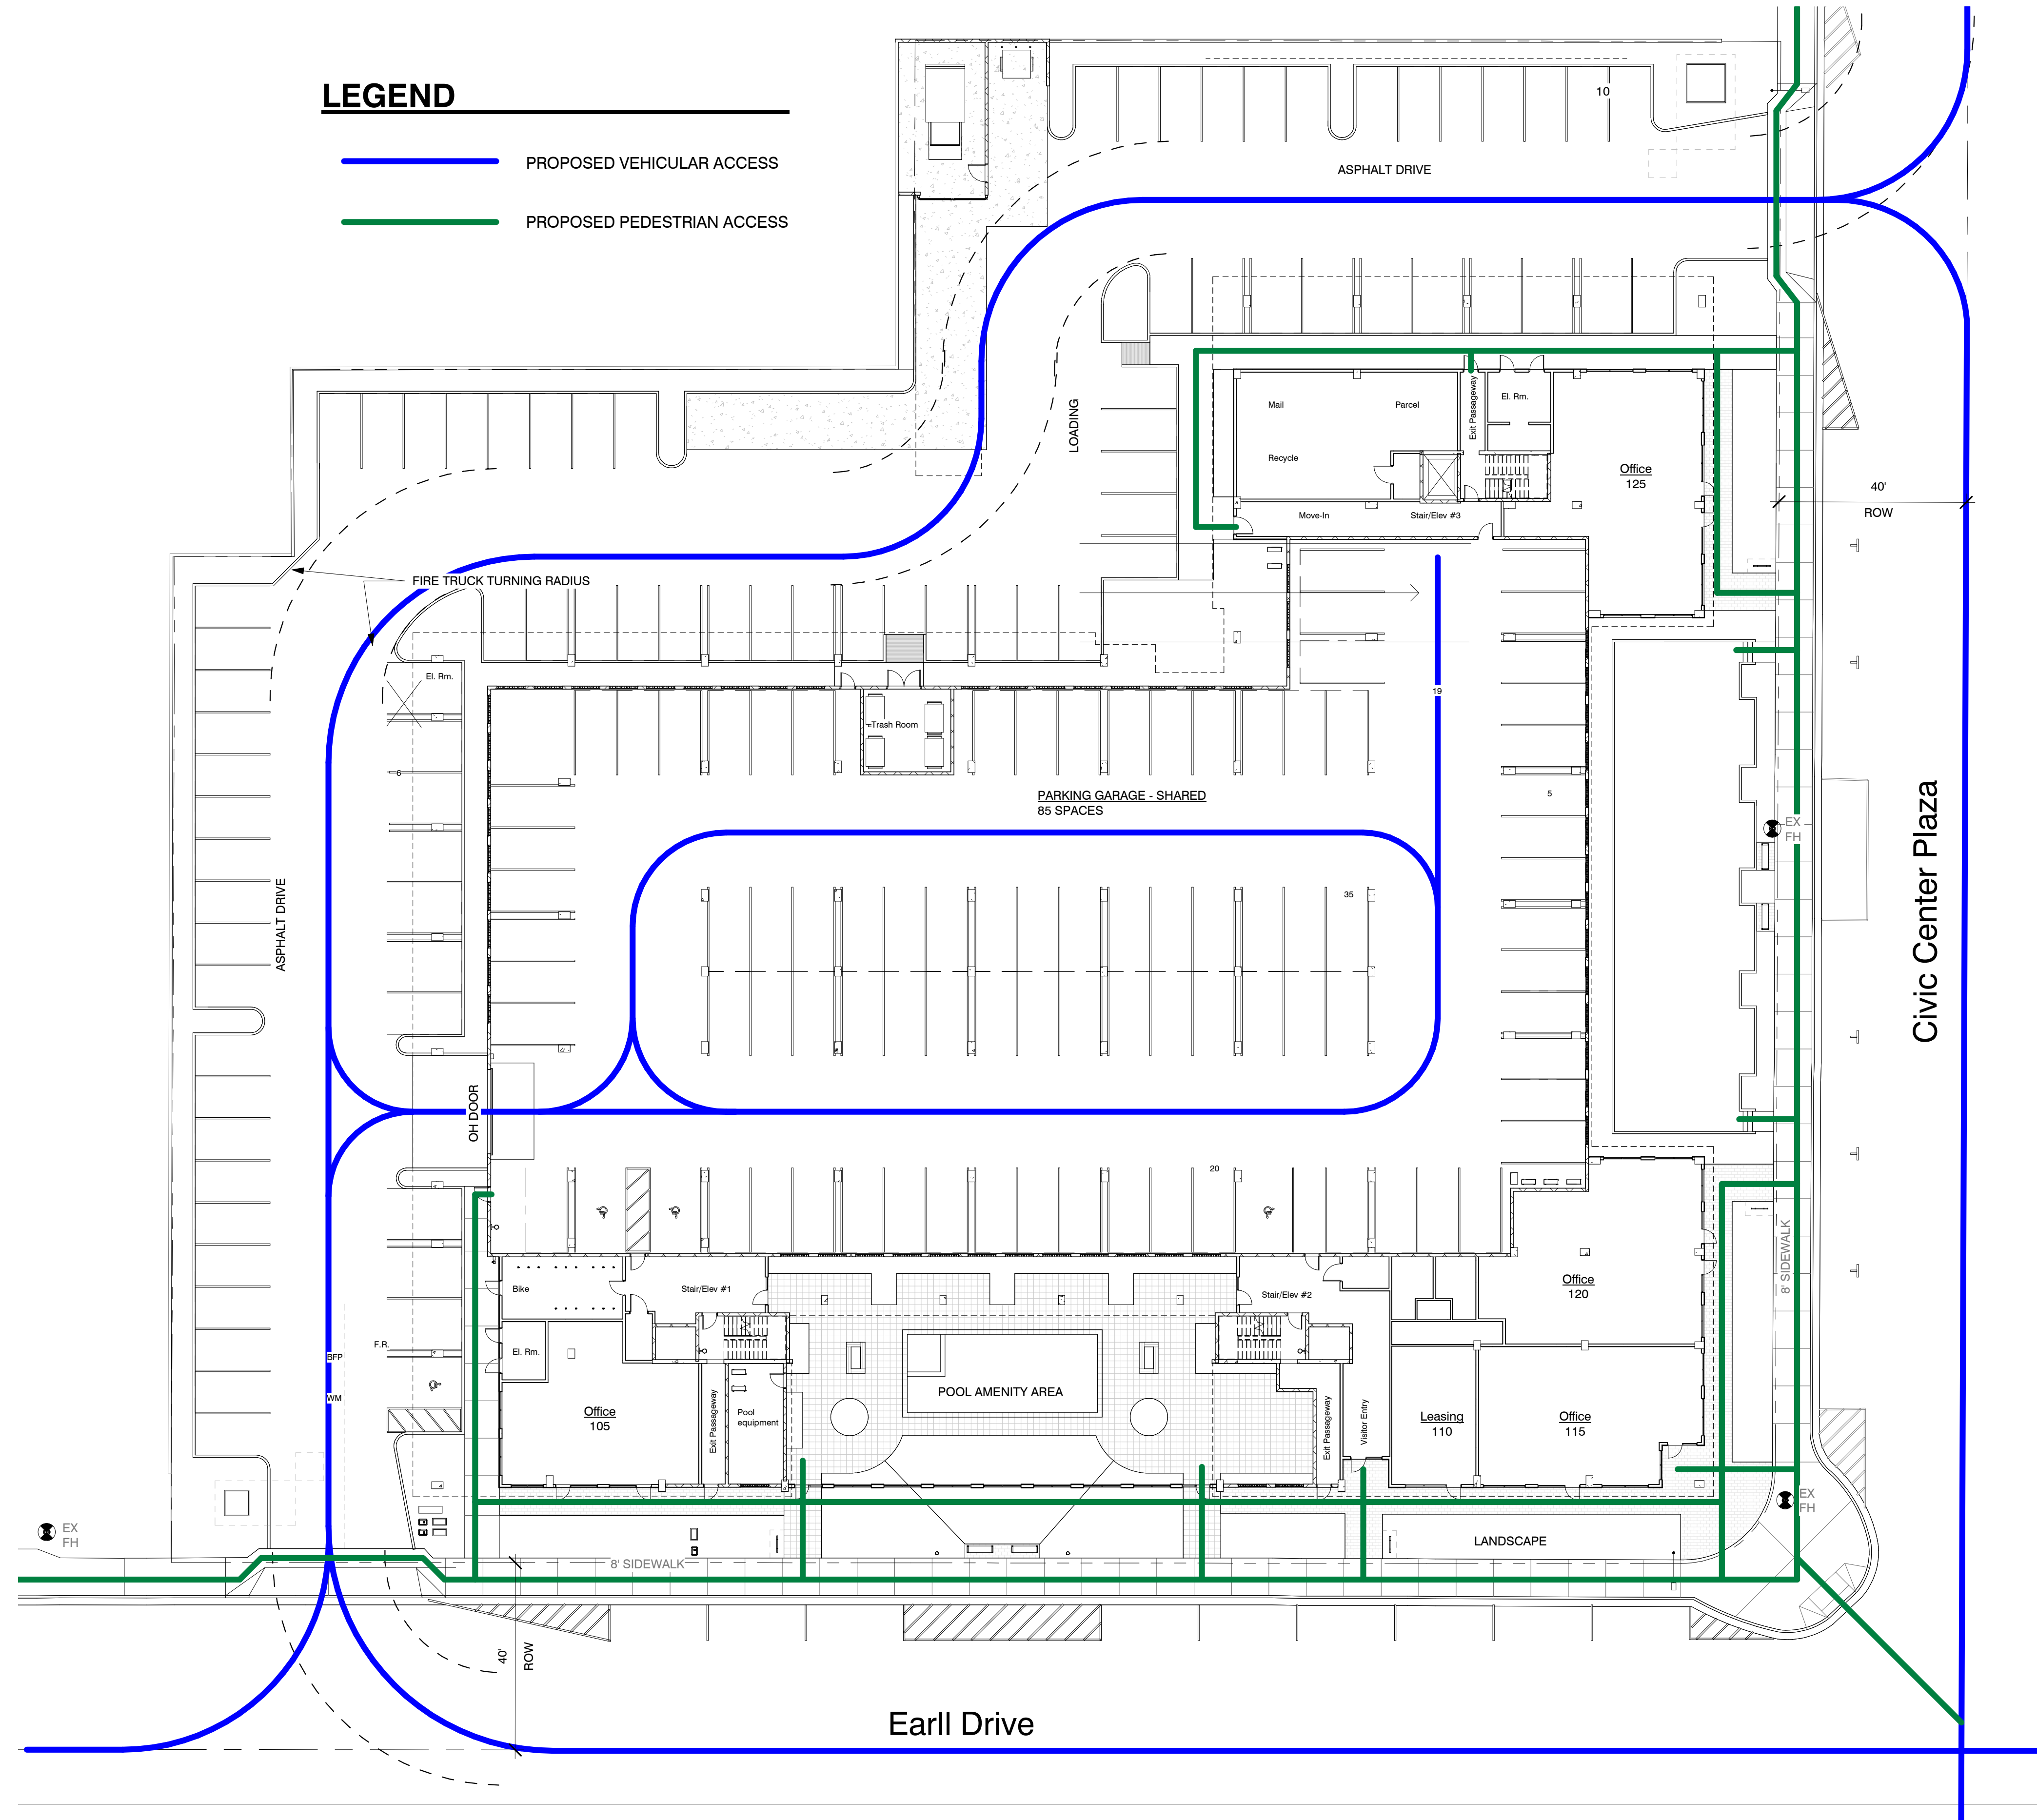 LEGEND
PROPOSED VEHICULAR ACCESS
PROPOSED PEDESTRIAN ACCESS
10
ASPHALT DRIVE
LOADING
Mail
Parcel
Exit Passageway
El. Rm.
Recycle
Office
125
Move-In
Stair/Elev #3
40'
ROW
FIRE TRUCK TURNING RADIUS
El. Rm.
Trash Room
19
6
PARKING GARAGE - SHARED
85 SPACES
5
EX
FH
Civic Center Plaza
ASPHALT DRIVE
35
OH DOOR
20
8' SIDEWALK
Bike
Stair/Elev #1
Stair/Elev #2
Office
120
BFP
F.R.
El. Rm.
WM
POOL AMENITY AREA
Office
105
Exit Passageway
Pool
equipment
Exit Passageway
Visitor Entry
Leasing
110
Office
115
EX
FH
EX
FH
LANDSCAPE
8' SIDEWALK
40'
ROW
Earll Drive